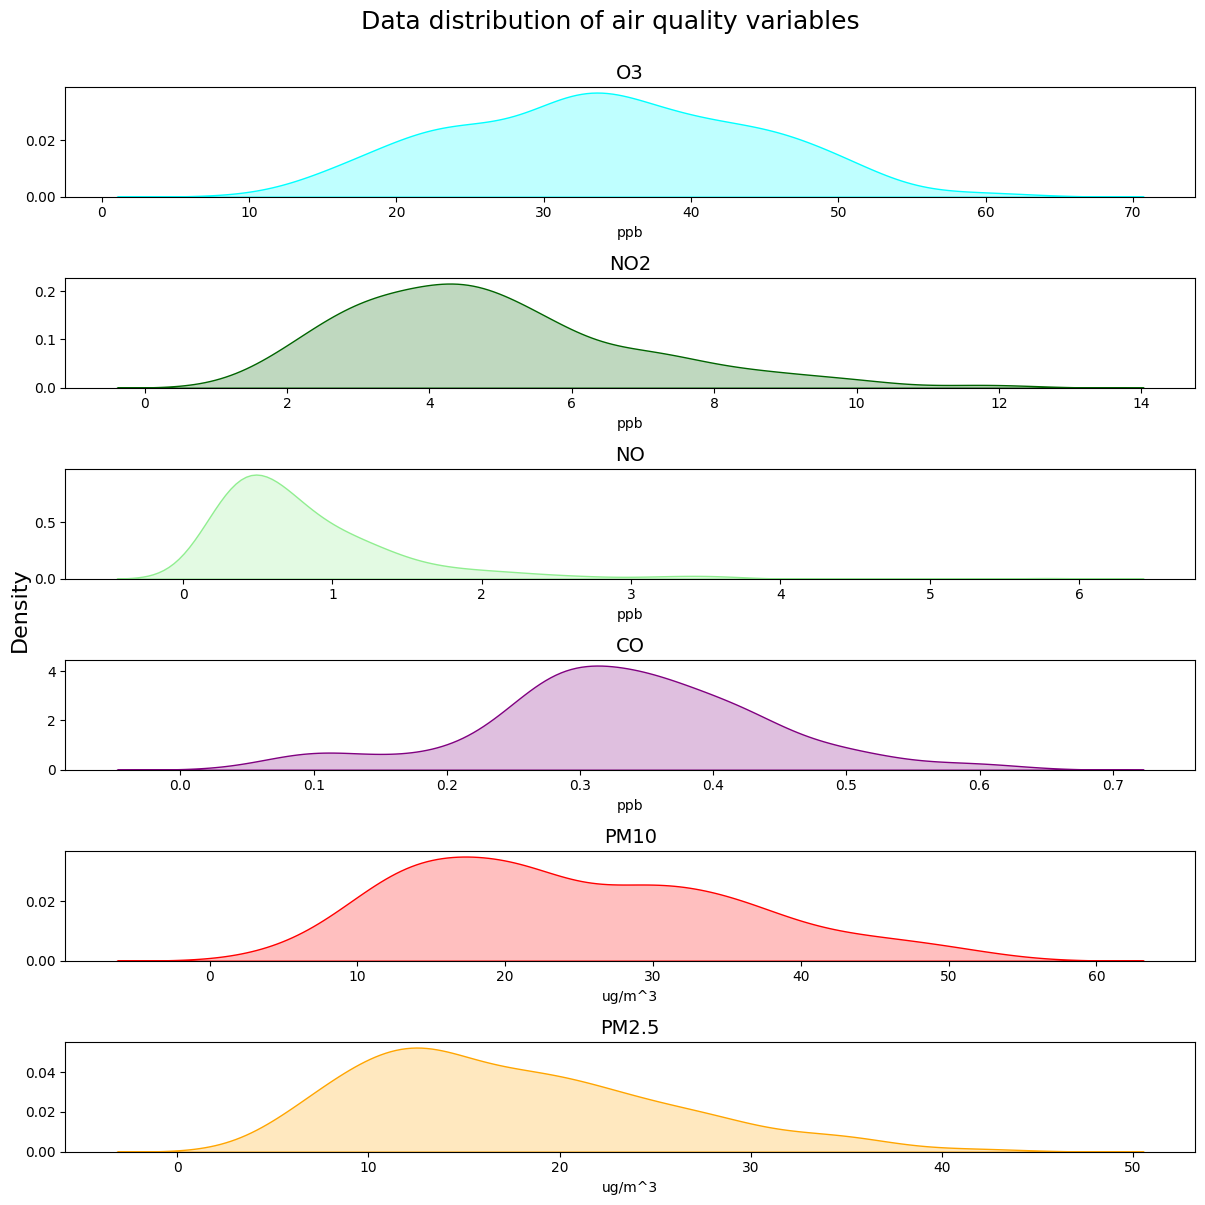 Data distribution of air quality variables
O3
0.02
0.00
0 10 20 30 40 50 60 70
ppb
NO2
0.2
0.1
0.0
0 2 4 6 8 10 12 14
ppb
NO
0.5
0.0
0 1 2 3 4 5 6
ppb
Density
CO
4
2
0
0.0 0.1 0.2 0.3 0.4 0.5 0.6 0.7
ppb
PM10
0.02
0.00
0 10 20 30 40 50 60
ug/m^3
PM2.5
0.04
0.02
0.00
0 10 20 30 40 50
ug/m^3